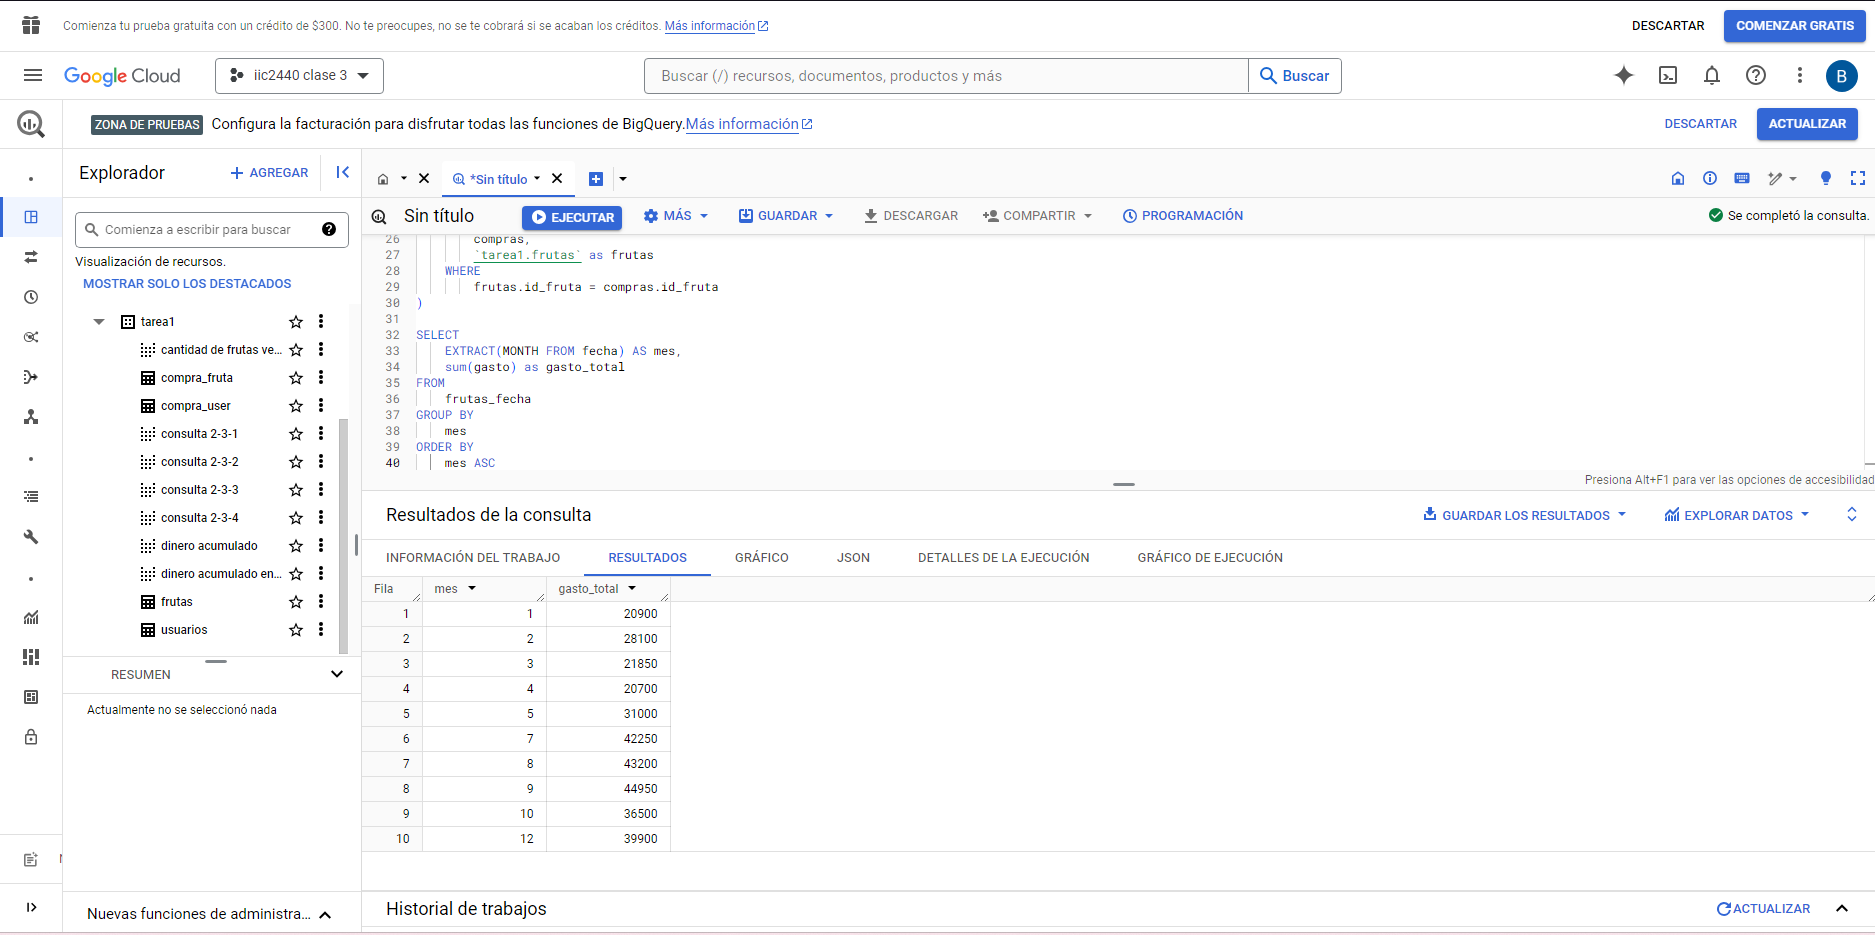 Comienza tu prueba gratuita con un crédito de $300. No te preocupes, no se te cobrará si se acaban los créditos. Más información
DESCARTAR
COMENZAR GRATIS
Google Cloud
iic2440 clase 3
Buscar (/) recursos, documentos, productos y más
Buscar
B
ZONA DE PRUEBAS
Configura la facturación para disfrutar todas las funciones de BigQuery.Más información
DESCARTAR
ACTUALIZAR
Explorador
AGREGAR
*Sin título
Sin título
EJECUTAR
MÁS
GUARDAR
DESCARGAR
COMPARTIR
PROGRAMACIÓN
Se completó la consulta.
Comienza a escribir para buscar
Visualización de recursos.
MOSTRAR SOLO LOS DESTACADOS
tarea1
cantidad de frutas ve...
compra_fruta
compra_user
consulta 2-3-1
consulta 2-3-2
consulta 2-3-3
consulta 2-3-4
dinero acumulado
dinero acumulado en...
frutas
usuarios
RESUMEN
Actualmente no se seleccionó nada
Nuevas funciones de administra...
26 compras,
27 `tarea1.frutas` as frutas
28 WHERE
29 frutas.id_fruta = compras.id_fruta
30 )
31
32 SELECT
33 EXTRACT(MONTH FROM fecha) AS mes,
34 sum(gasto) as gasto_total
35 FROM
36 frutas_fecha
37 GROUP BY
38 mes
39 ORDER BY
40 mes ASC
Presiona Alt+F1 para ver las opciones de accesibilidad
Resultados de la consulta
GUARDAR LOS RESULTADOS
EXPLORAR DATOS
INFORMACIÓN DEL TRABAJO
RESULTADOS
GRÁFICO
JSON
DETALLES DE LA EJECUCIÓN
GRÁFICO DE EJECUCIÓN
Fila mes gasto_total
1 1 20900
2 2 28100
3 3 21850
4 4 20700
5 5 31000
6 7 42250
7 8 43200
8 9 44950
9 10 36500
10 12 39900
Historial de trabajos
ACTUALIZAR